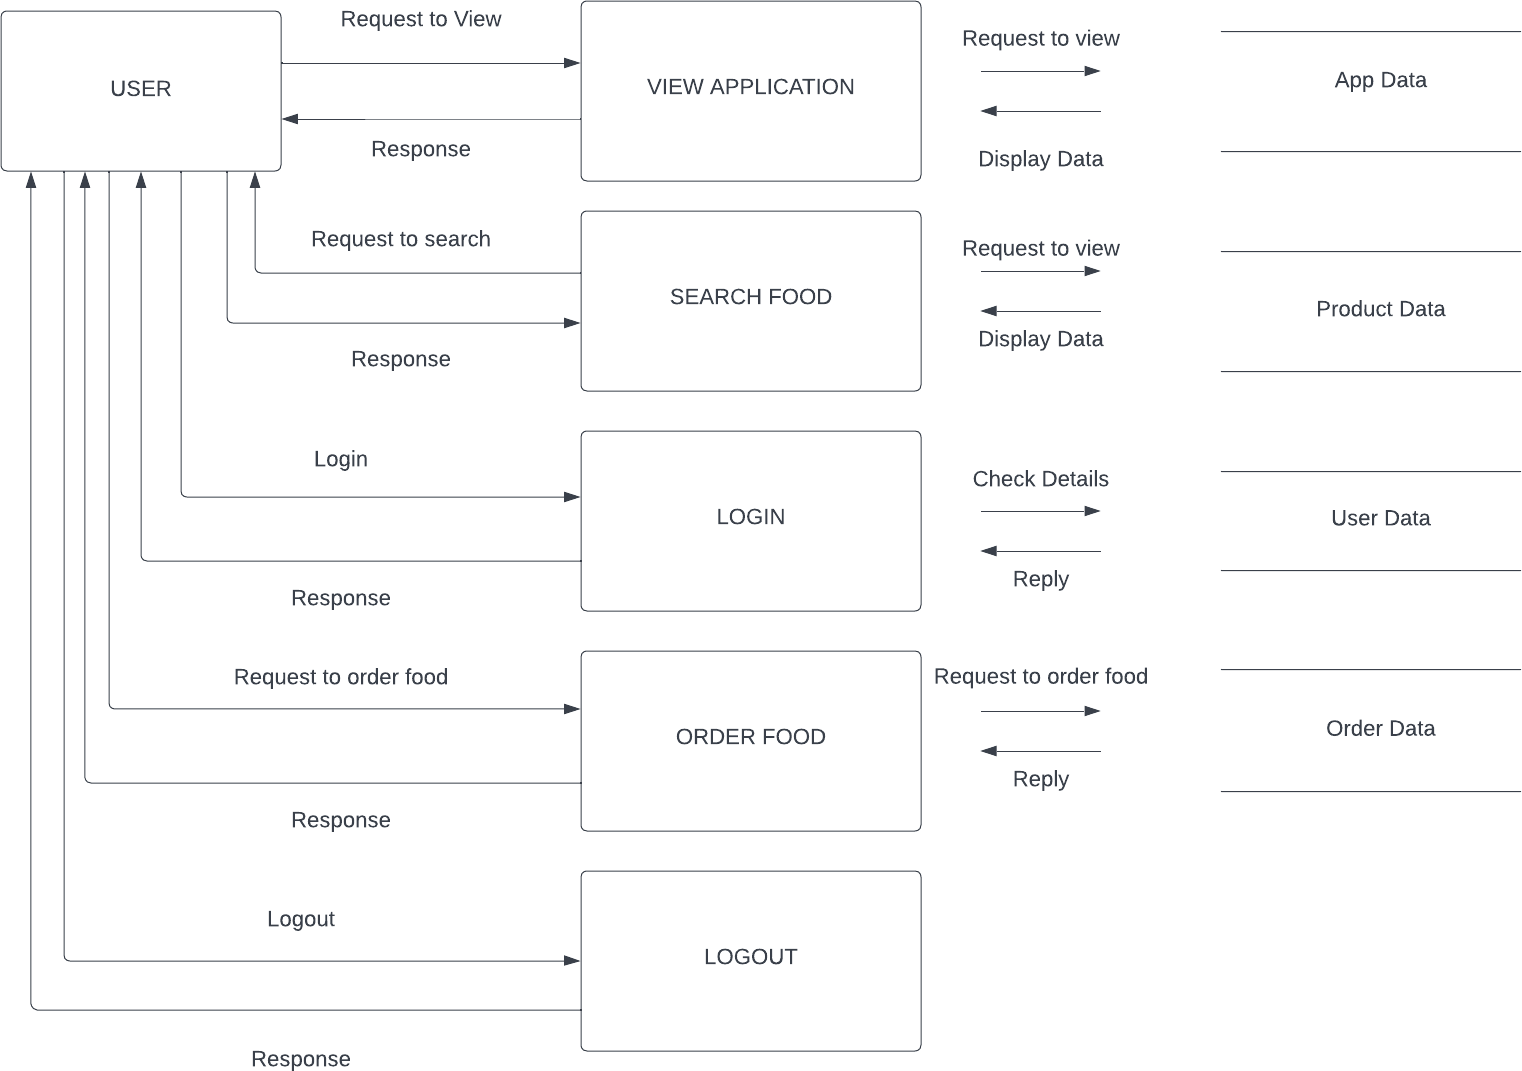 Request to View
USER
VIEW APPLICATION
Response
Request to view
App Data
Display Data
Request to search
SEARCH FOOD
Response
Request to view
Product Data
Display Data
Login
LOGIN
Response
Check Details
User Data
Reply
Request to order food
ORDER FOOD
Response
Request to order food
Order Data
Reply
Logout
LOGOUT
Response